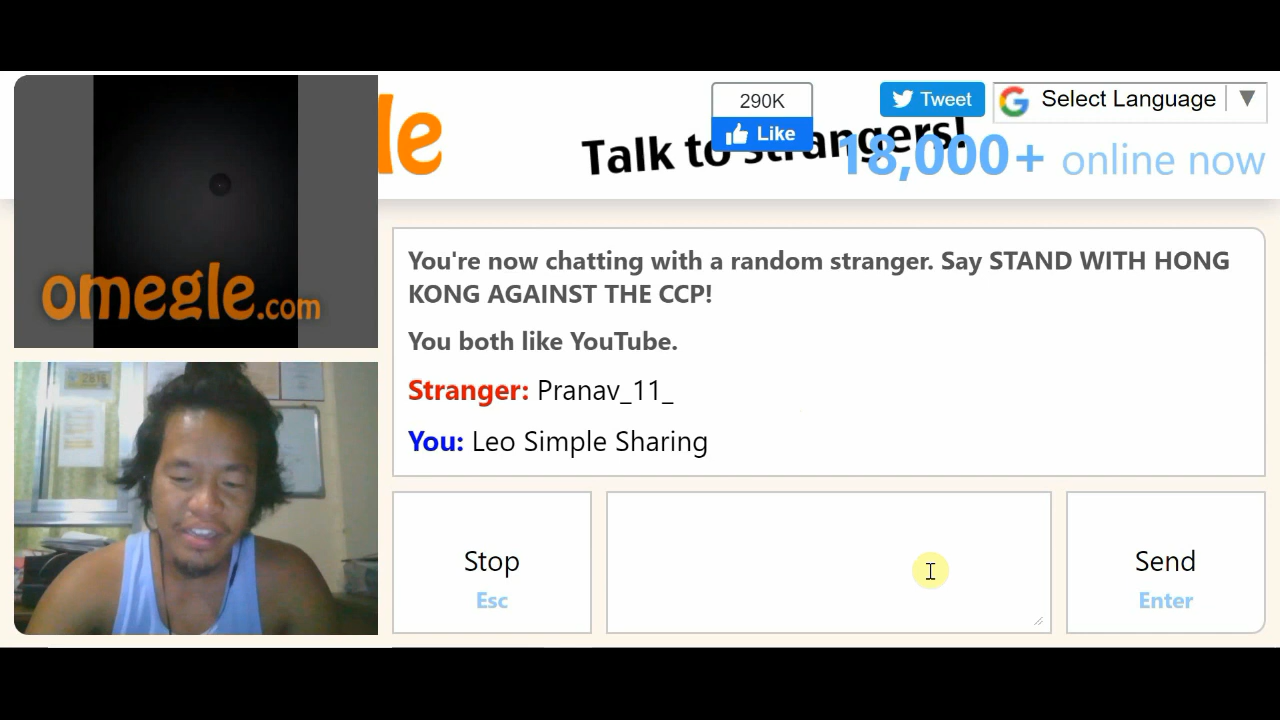 omegle.com
le
Talk to strangers!
290K
Like
Tweet
Select Language
18,000+ online now
You're now chatting with a random stranger. Say STAND WITH HONG
KONG AGAINST THE CCP!
You both like YouTube.
Stranger: Pranav_11_
You: Leo Simple Sharing
Stop
Esc
Send
Enter